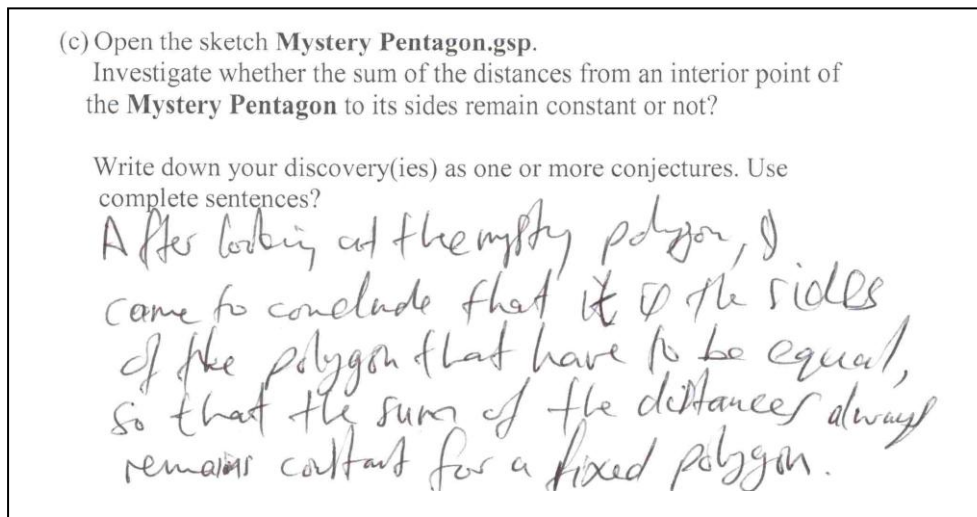 (c) Open the sketch Mystery Pentagon.gsp.
Investigate whether the sum of the distances from an interior point of
the Mystery Pentagon to its sides remain constant or not?
Write down your discovery(ies) as one or more conjectures. Use
complete sentences?
After looking at the mystry polygon, I
came to conclude that it is the sides
of the polygon that have to be equal,
so that the sum of the distances always
remains constant for a fixed polygon.